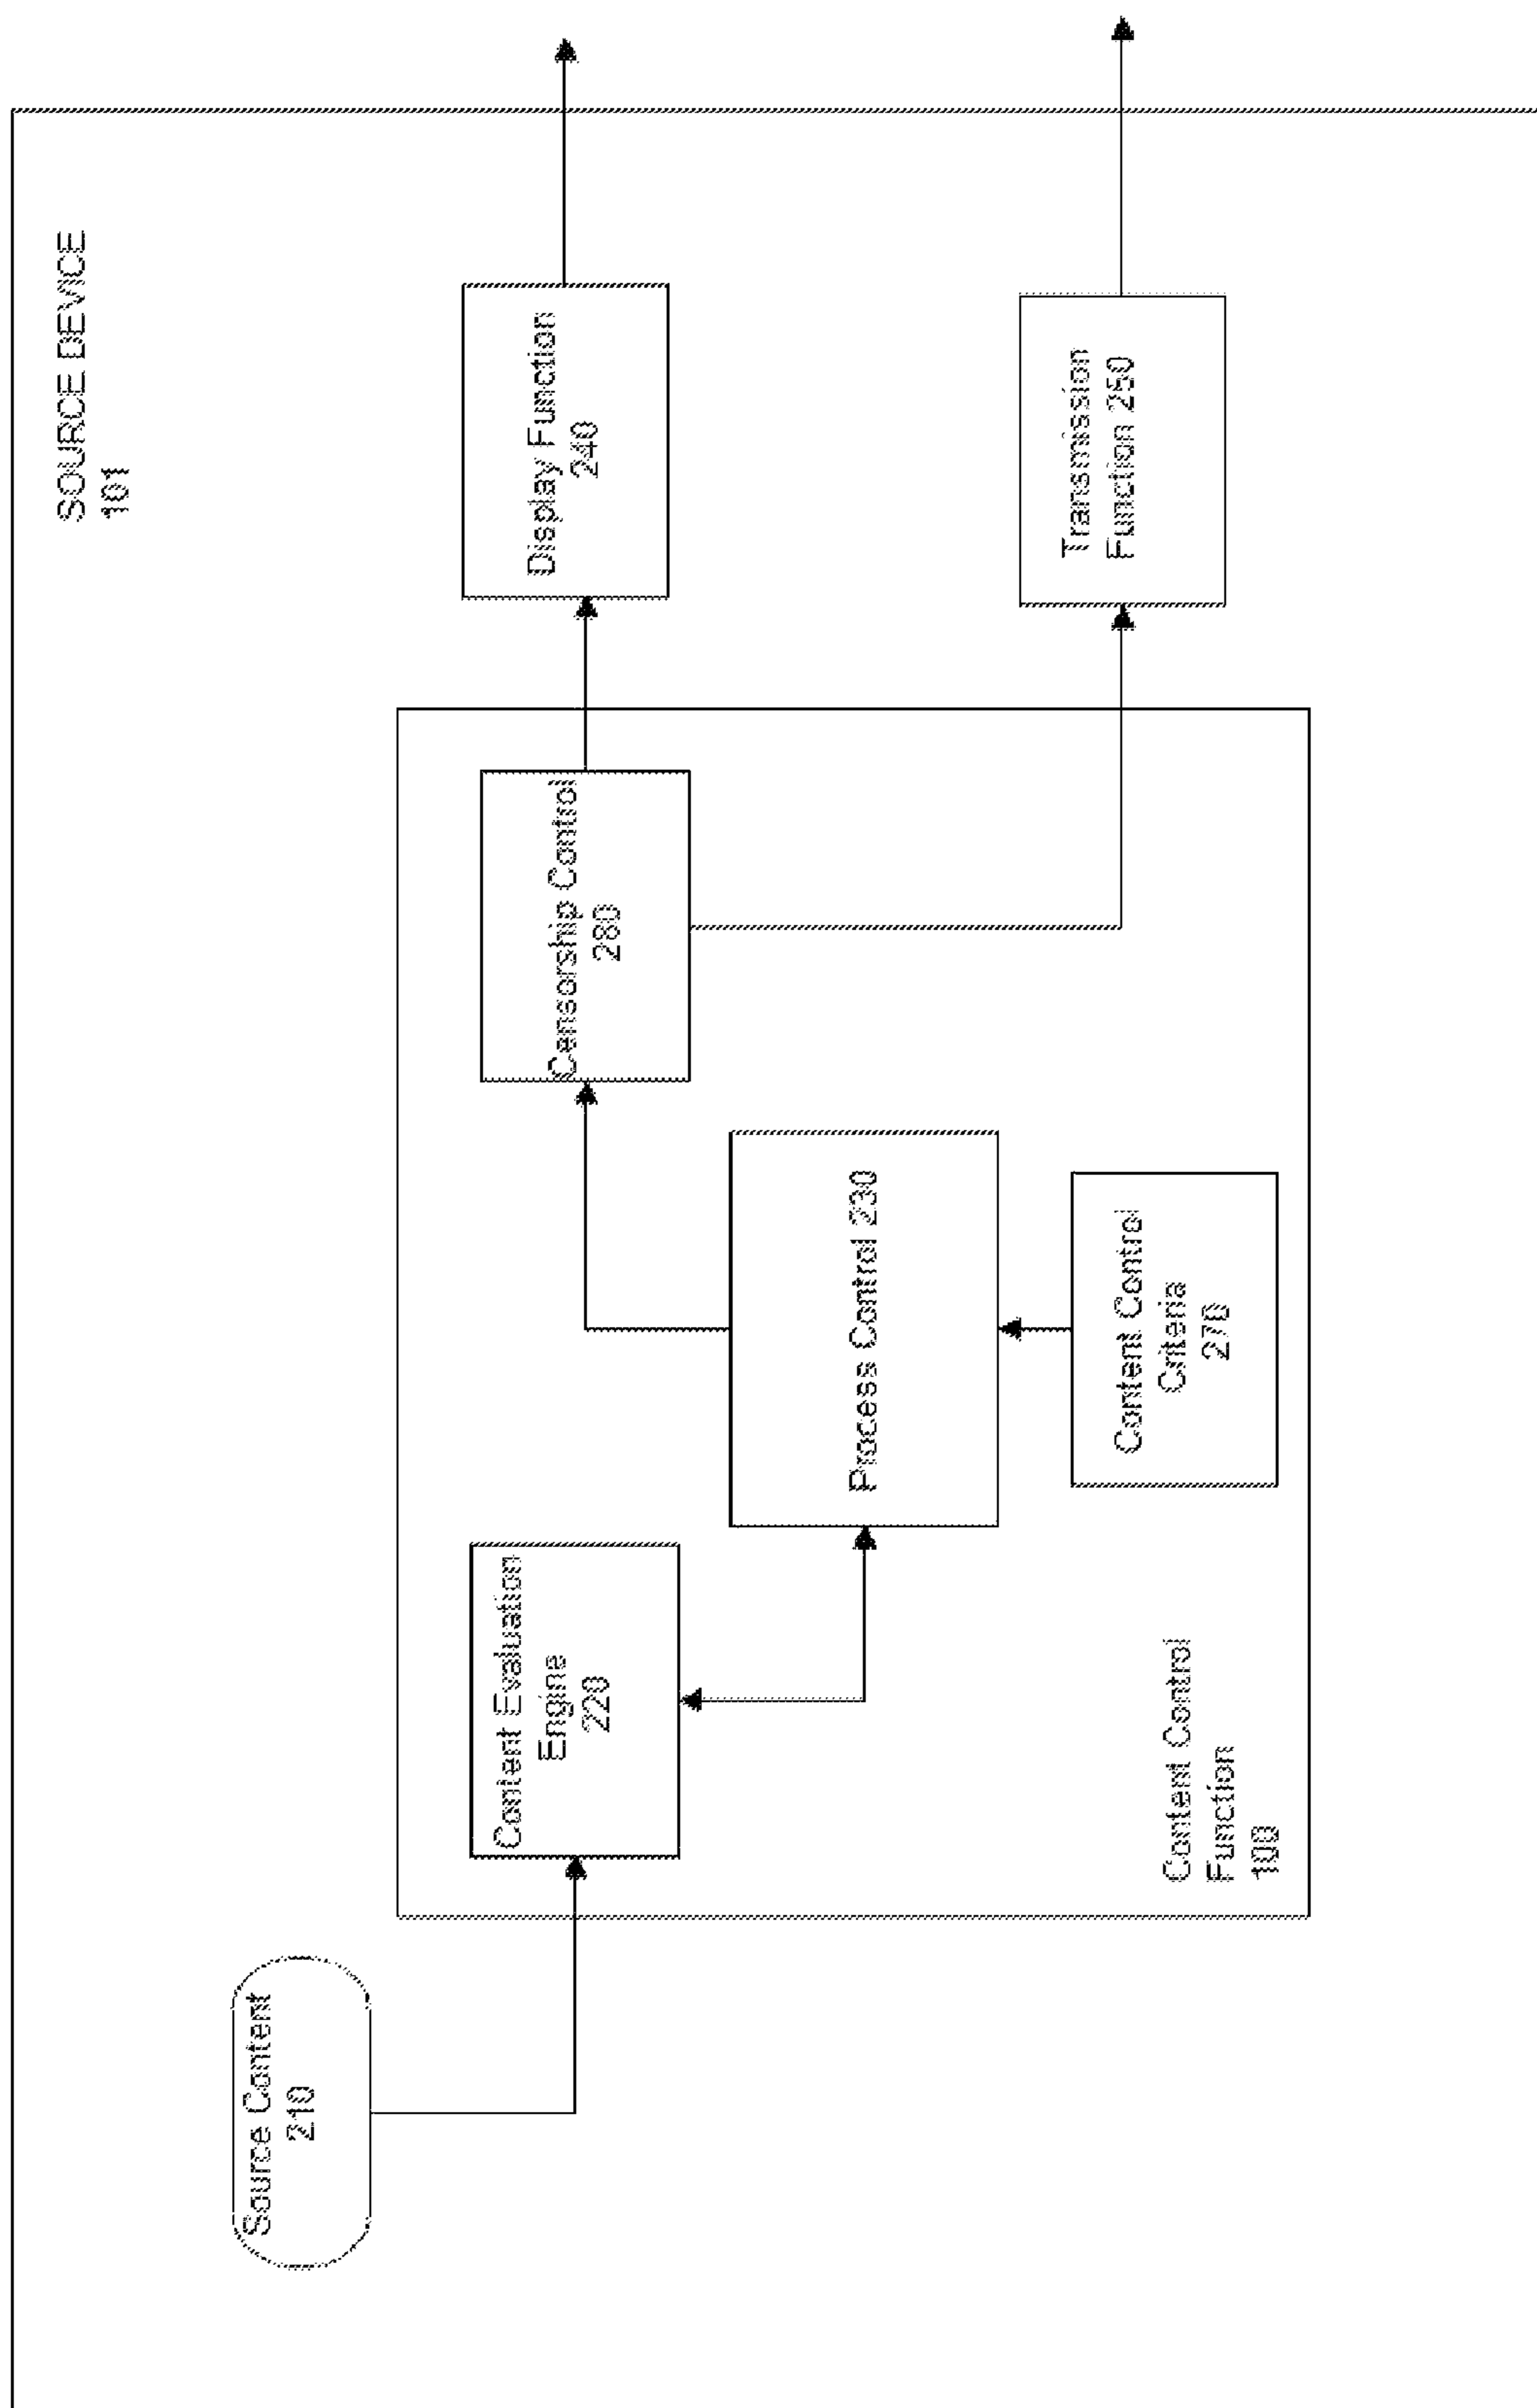 SOURCE DEVICE
101
Source Content
210
Content Evaluation
Engine
220
Process Control 230
Censorship Control
280
Display Function
240
Content Control
Criteria
270
Transmission
Function 250
Content Control
Function
100